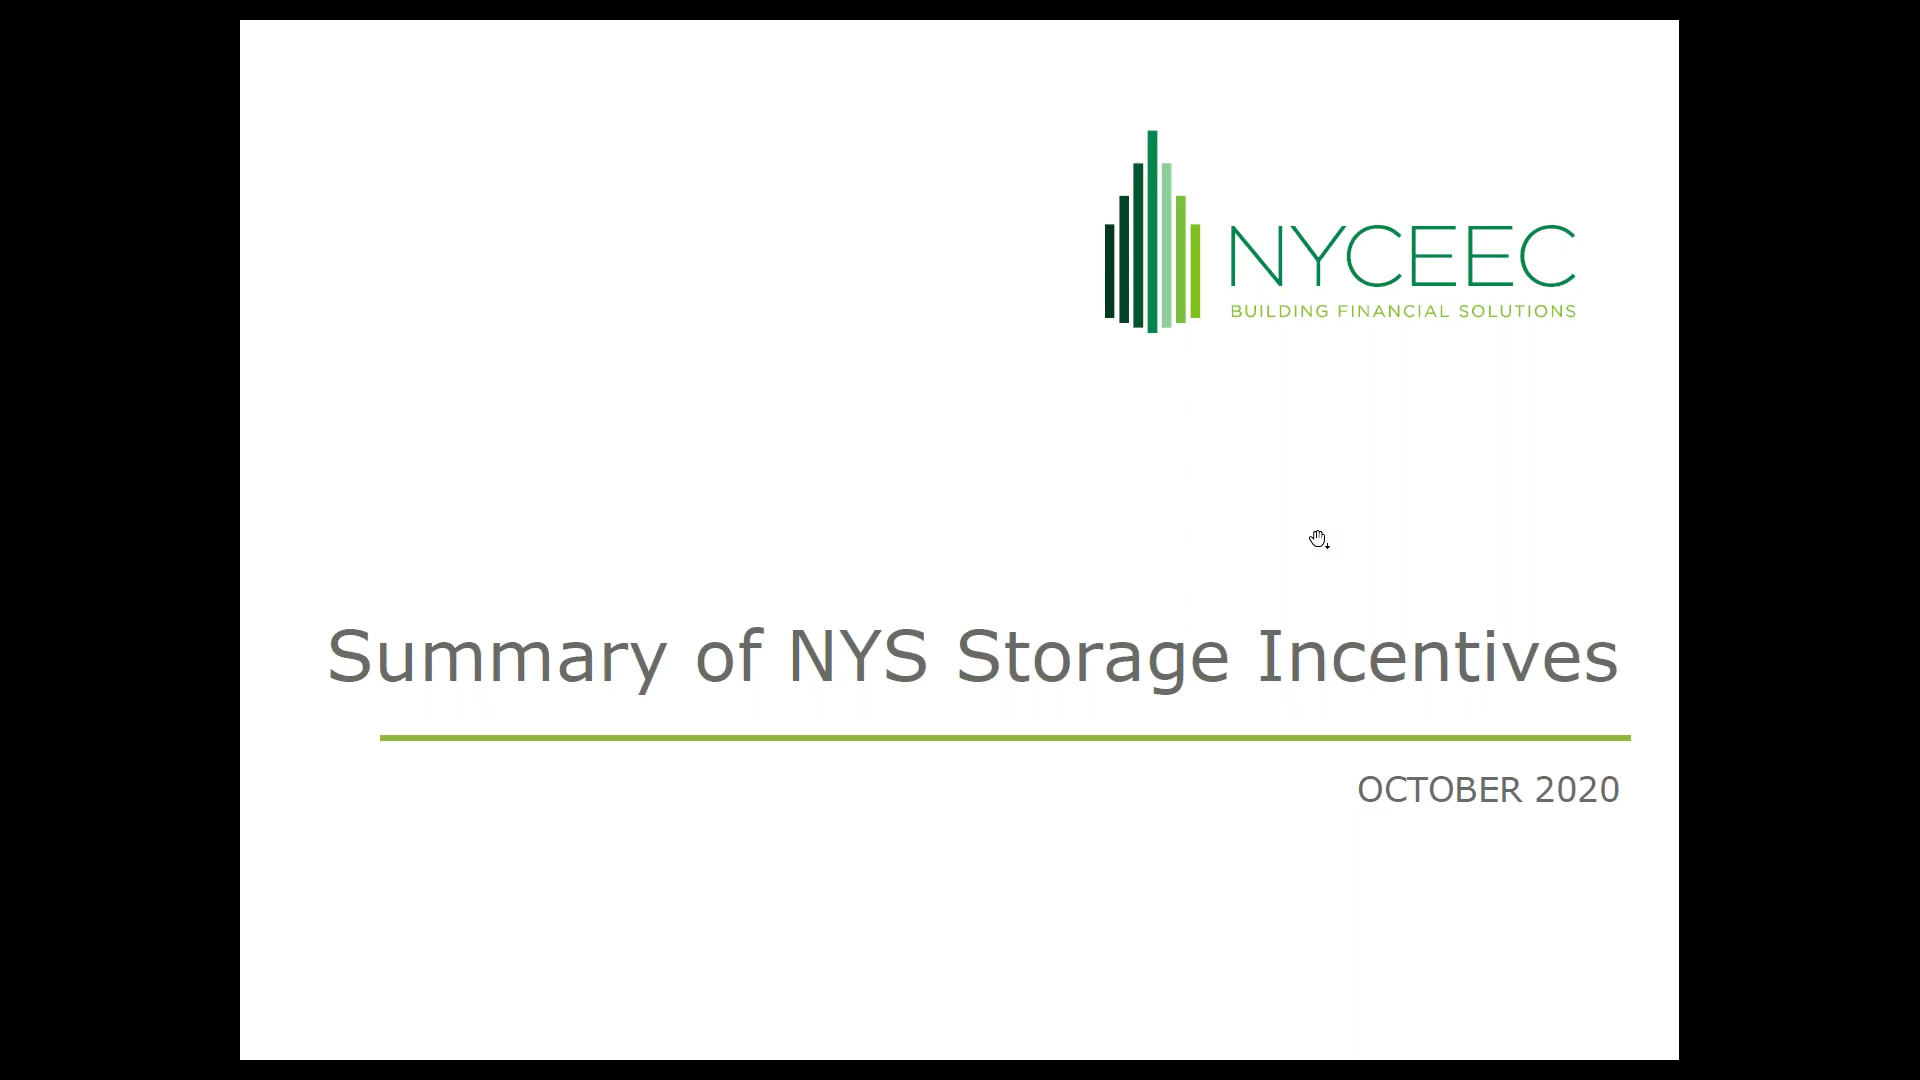 NYCEEC
BUILDING FINANCIAL SOLUTIONS
Summary of NYS Storage Incentives
OCTOBER 2020